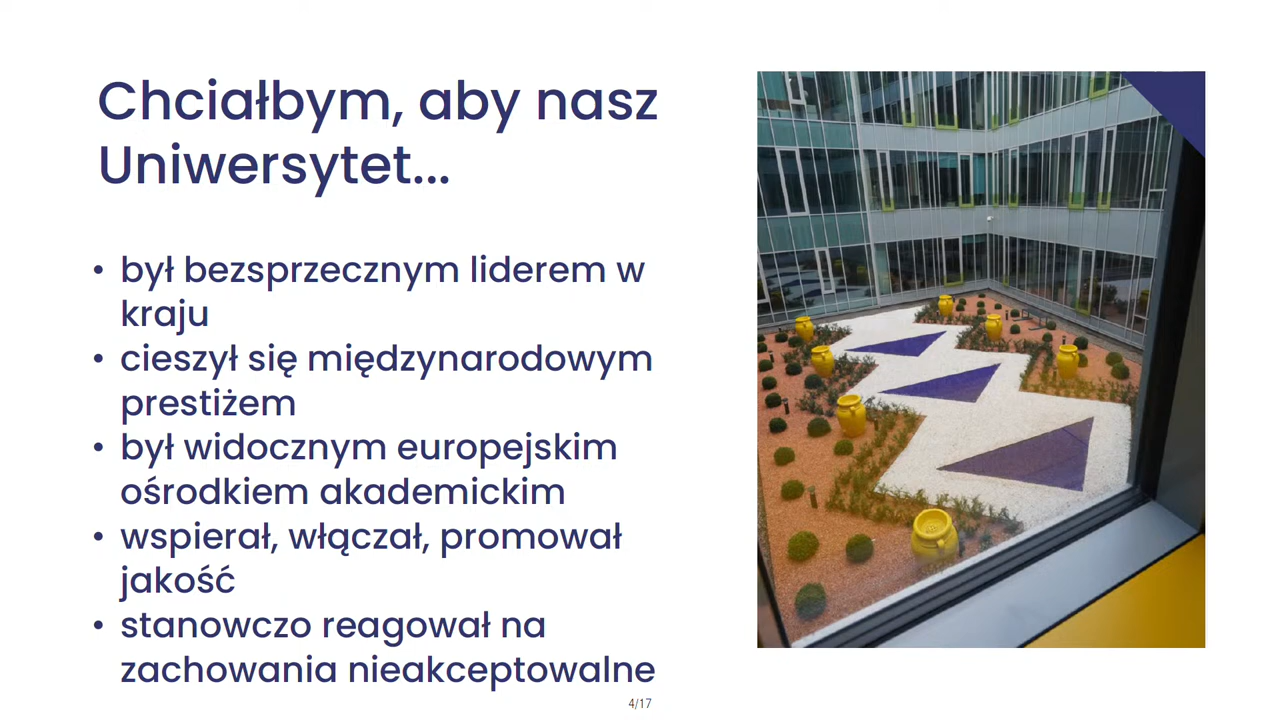 Chciałbym, aby nasz
Uniwersytet...
• był bezsprzecznym liderem w
kraju
• cieszył się międzynarodowym
prestiżem
• był widocznym europejskim
ośrodkiem akademickim
• wspierał, włączał, promował
jakość
• stanowczo reagował na
zachowania nieakceptowalne
4/17